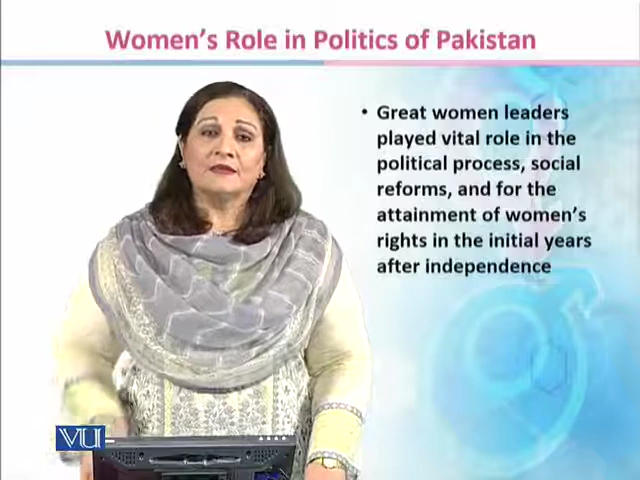 Women's Role in Politics of Pakistan
• Great women leaders
played vital role in the
political process, social
reforms, and for the
attainment of women's
rights in the initial years
after independence
VU